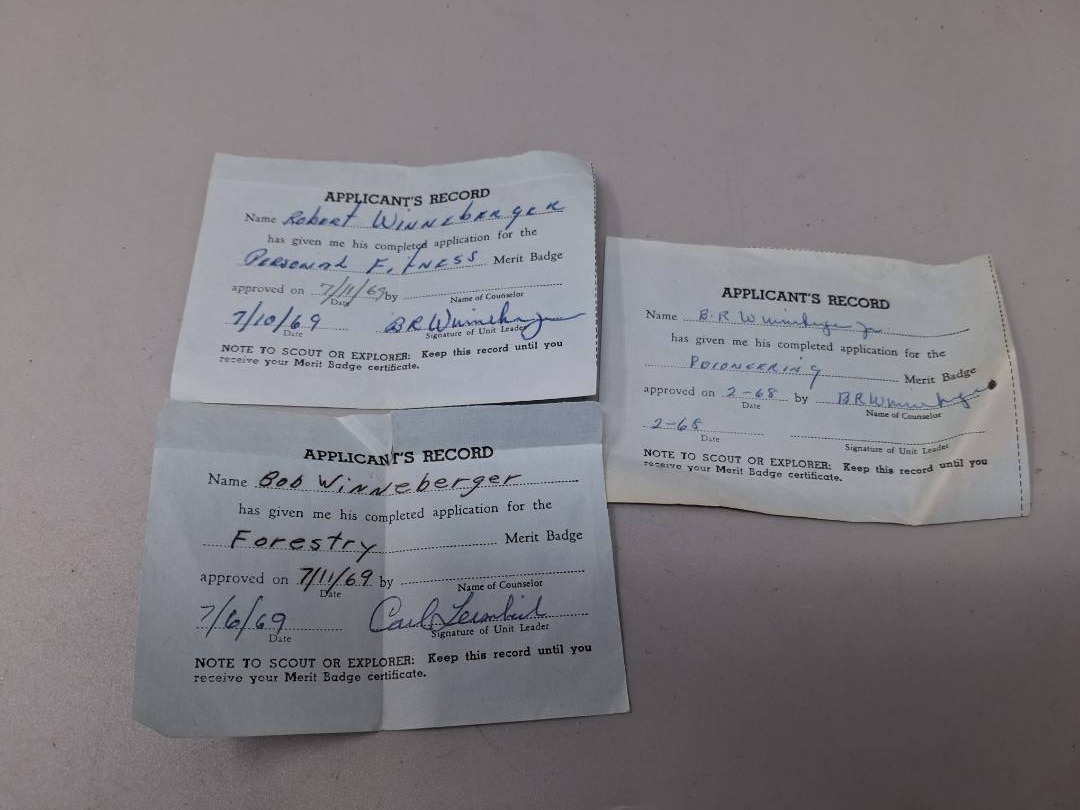 APPLICANT'S RECORD
Name Robert Winneberger
has given me his completed application for the
Personal Fitness Merit Badge
approved on 7/11/69 by
Name of Counselor
Date
7/10/69 BRWinneberger
Date Signature of Unit Leader
NOTE TO SCOUT OR EXPLORER: Keep this record until you
receive your Merit Badge certificate.
APPLICANT'S RECORD
Name B.R Winneberger Jr.
has given me his completed application for the
Poioneering Merit Badge
approved on 2-68 by BRWinneberger
Date Name of Counselor
2-68
Date Signature of Unit Leader
NOTE TO SCOUT OR EXPLORER: Keep this record until you
receive your Merit Badge certificate.
APPLICANT'S RECORD
Name Bob Winneberger
has given me his completed application for the
Forestry Merit Badge
approved on 7/11/69 by
Date Name of Counselor
7/6/69 Carl
Date Signature of Unit Leader
NOTE TO SCOUT OR EXPLORER: Keep this record until you
receive your Merit Badge certificate.